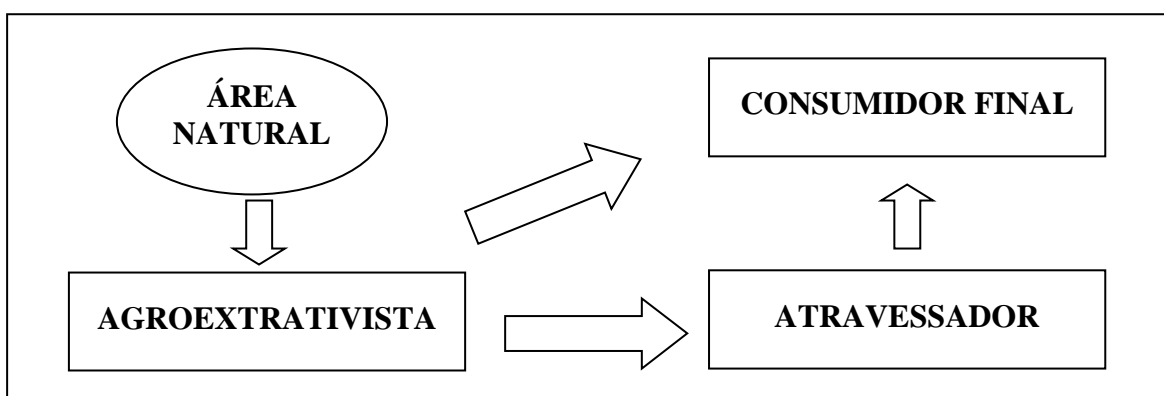 ÁREA
NATURAL
CONSUMIDOR FINAL
AGROEXTRATIVISTA
ATRAVESSADOR